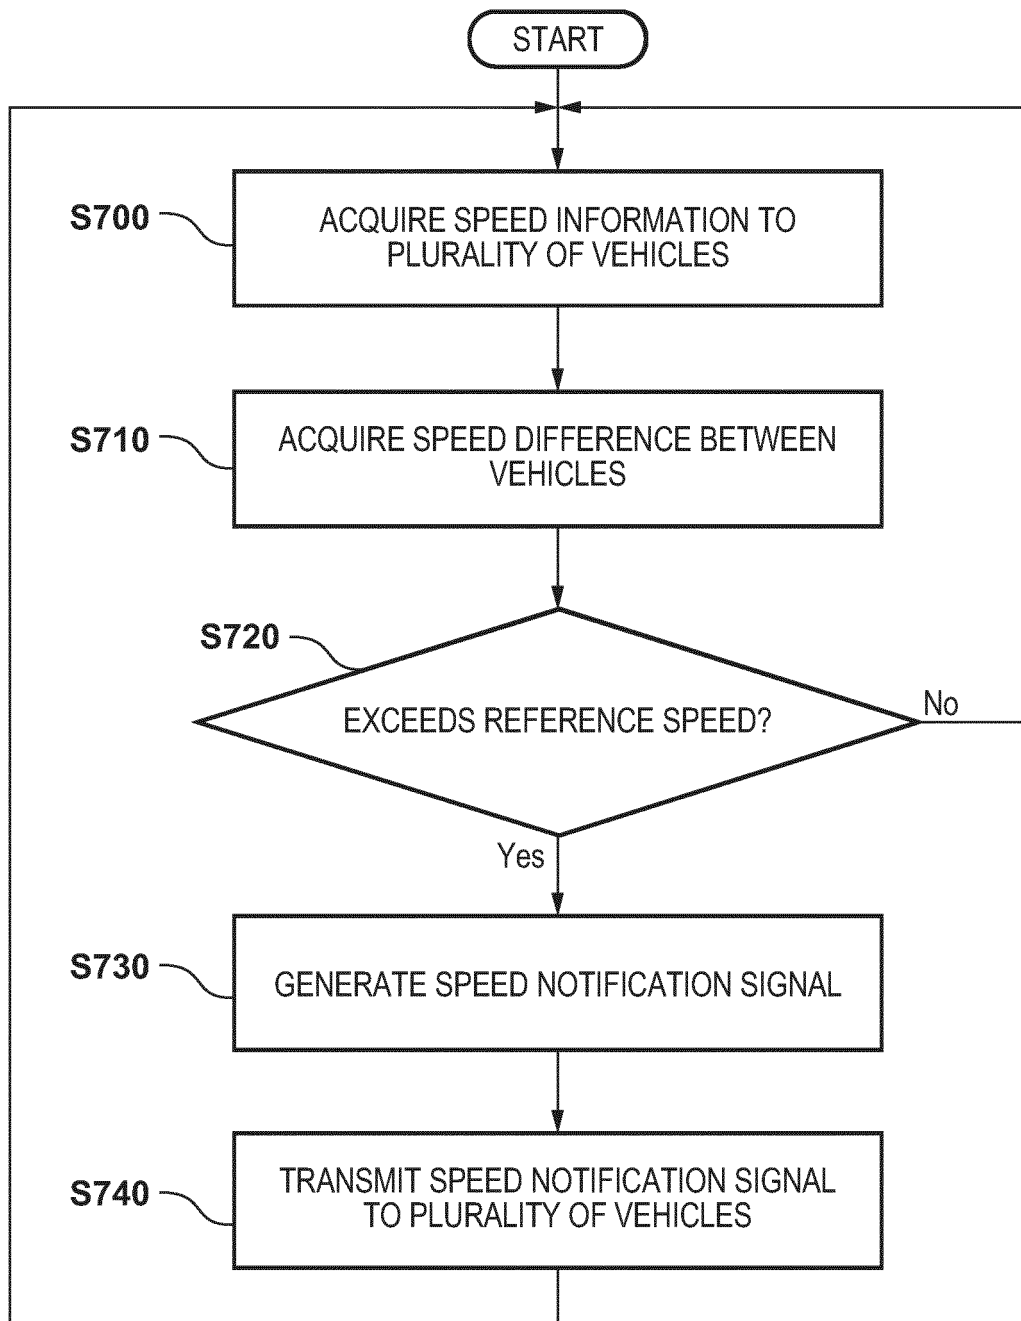 START
S700
ACQUIRE SPEED INFORMATION TO
PLURALITY OF VEHICLES
S710
ACQUIRE SPEED DIFFERENCE BETWEEN
VEHICLES
S720
EXCEEDS REFERENCE SPEED?
No
Yes
S730
GENERATE SPEED NOTIFICATION SIGNAL
S740
TRANSMIT SPEED NOTIFICATION SIGNAL
TO PLURALITY OF VEHICLES